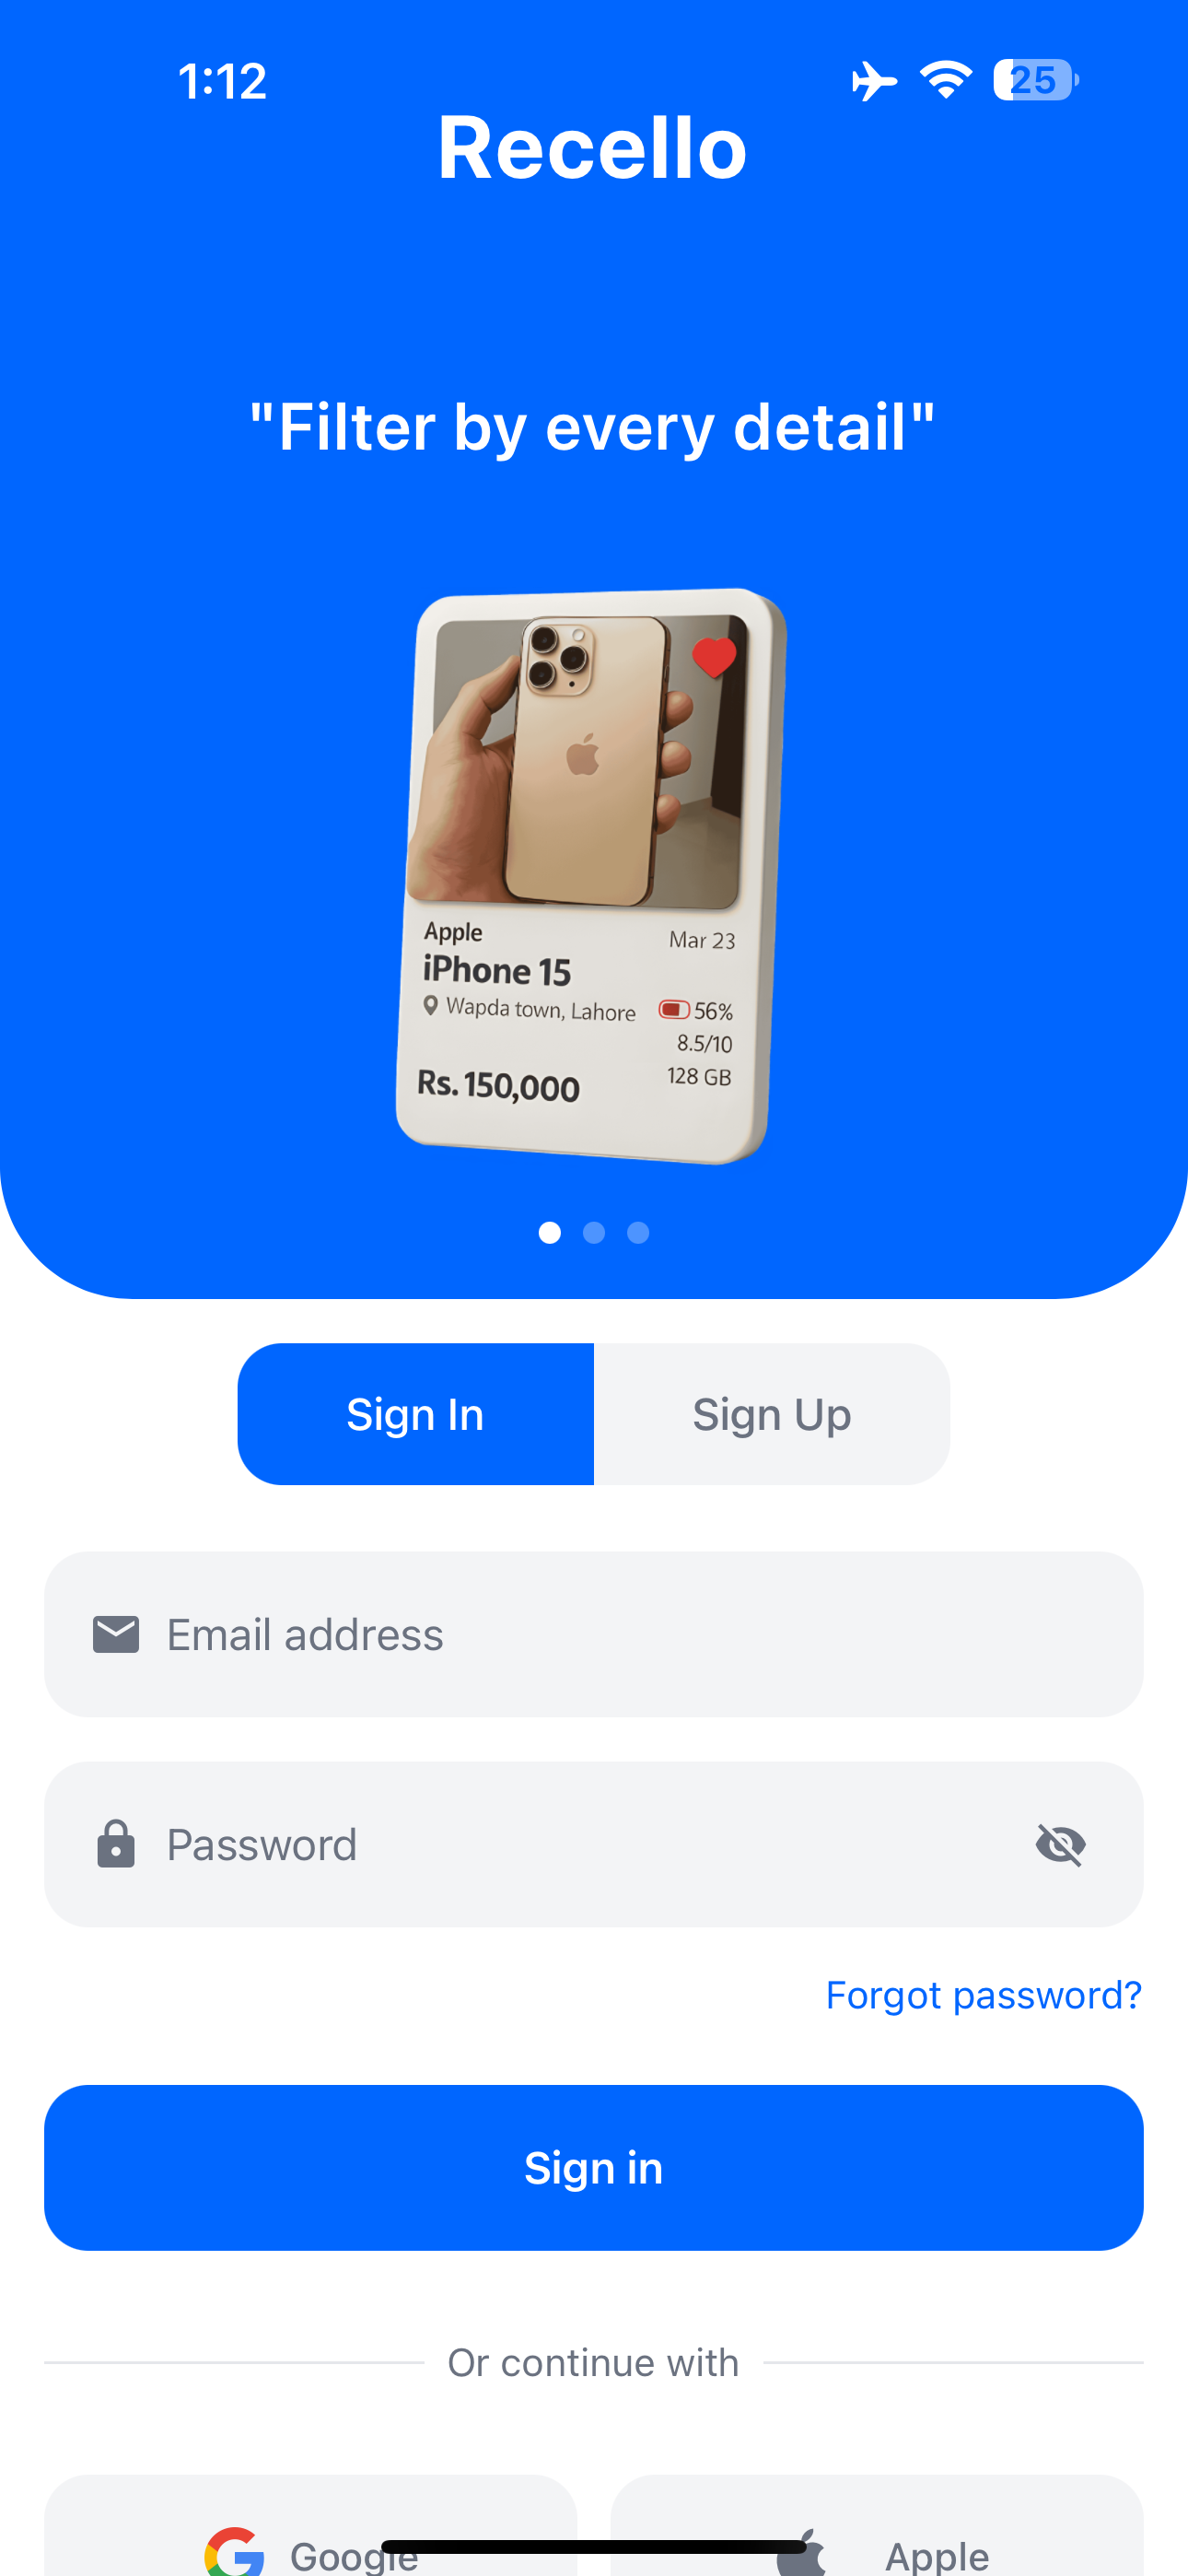 1:12
25
Recello
"Filter by every detail"
Apple
Mar 23
iPhone 15
Wapda town, Lahore
56%
8.5/10
Rs. 150,000
128 GB
Sign In
Sign Up
Email address
Password
Forgot password?
Sign in
Or continue with
Google
Apple